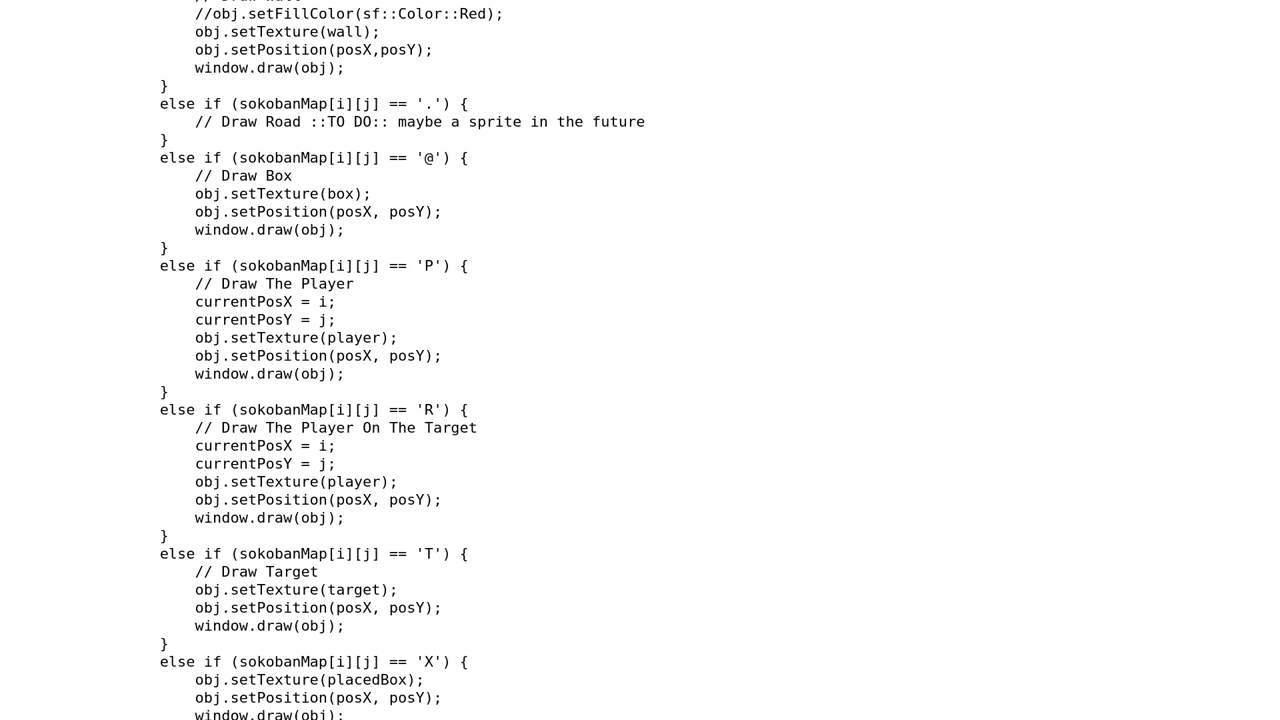 //obj.setFillColor(sf::Color::Red);
obj.setTexture(wall);
obj.setPosition(posX,posY);
window.draw(obj);
}
else if (sokobanMap[i][j] == '.') {
// Draw Road ::TO DO:: maybe a sprite in the future
}
else if (sokobanMap[i][j] == '@') {
// Draw Box
obj.setTexture(box);
obj.setPosition(posX, posY);
window.draw(obj);
}
else if (sokobanMap[i][j] == 'P') {
// Draw The Player
currentPosX = i;
currentPosY = j;
obj.setTexture(player);
obj.setPosition(posX, posY);
window.draw(obj);
}
else if (sokobanMap[i][j] == 'R') {
// Draw The Player On The Target
currentPosX = i;
currentPosY = j;
obj.setTexture(player);
obj.setPosition(posX, posY);
window.draw(obj);
}
else if (sokobanMap[i][j] == 'T') {
// Draw Target
obj.setTexture(target);
obj.setPosition(posX, posY);
window.draw(obj);
}
else if (sokobanMap[i][j] == 'X') {
obj.setTexture(placedBox);
obj.setPosition(posX, posY);
window.draw(obj);